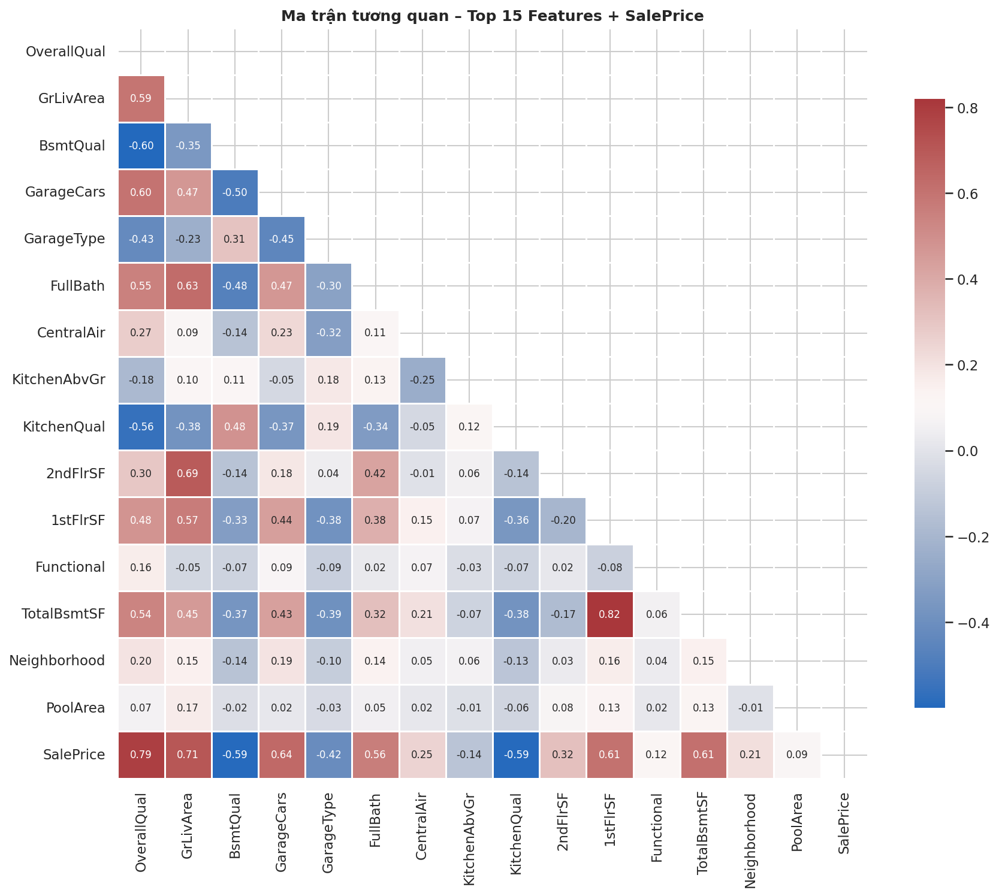 Ma trận tương quan – Top 15 Features + SalePrice
OverallQual
GrLivArea 0.59
BsmtQual -0.60 -0.35
GarageCars 0.60 0.47 -0.50
GarageType -0.43 -0.23 0.31 -0.45
FullBath 0.55 0.63 -0.48 0.47 -0.30
CentralAir 0.27 0.09 -0.14 0.23 -0.32 0.11
KitchenAbvGr -0.18 0.10 0.11 -0.05 0.18 0.13 -0.25
KitchenQual -0.56 -0.38 0.48 -0.37 0.19 -0.34 -0.05 0.12
2ndFlrSF 0.30 0.69 -0.14 0.18 0.04 0.42 -0.01 0.06 -0.14
1stFlrSF 0.48 0.57 -0.33 0.44 -0.38 0.38 0.15 0.07 -0.36 -0.20
Functional 0.16 -0.05 -0.07 0.09 -0.09 0.02 0.07 -0.03 -0.07 0.02 -0.08
TotalBsmtSF 0.54 0.45 -0.37 0.43 -0.39 0.32 0.21 -0.07 -0.38 -0.17 0.82 0.06
Neighborhood 0.20 0.15 -0.14 0.19 -0.10 0.14 0.05 0.06 -0.13 0.03 0.16 0.04 0.15
PoolArea 0.07 0.17 -0.02 0.02 -0.03 0.05 0.02 -0.01 -0.06 0.08 0.13 0.02 0.13 -0.01
SalePrice 0.79 0.71 -0.59 0.64 -0.42 0.56 0.25 -0.14 -0.59 0.32 0.61 0.12 0.61 0.21 0.09
OverallQual
GrLivArea
BsmtQual
GarageCars
GarageType
FullBath
CentralAir
KitchenAbvGr
KitchenQual
2ndFlrSF
1stFlrSF
Functional
TotalBsmtSF
Neighborhood
PoolArea
SalePrice
0.8
0.6
0.4
0.2
0.0
−0.2
−0.4